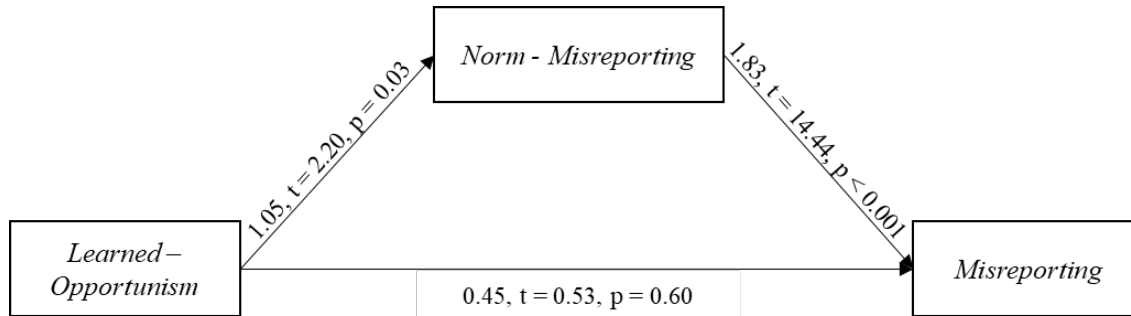 Norm - Misreporting
1.05, t = 2.20, p = 0.03
1.83, t = 14.44, p < 0.001
Learned –
Opportunism
0.45, t = 0.53, p = 0.60
Misreporting